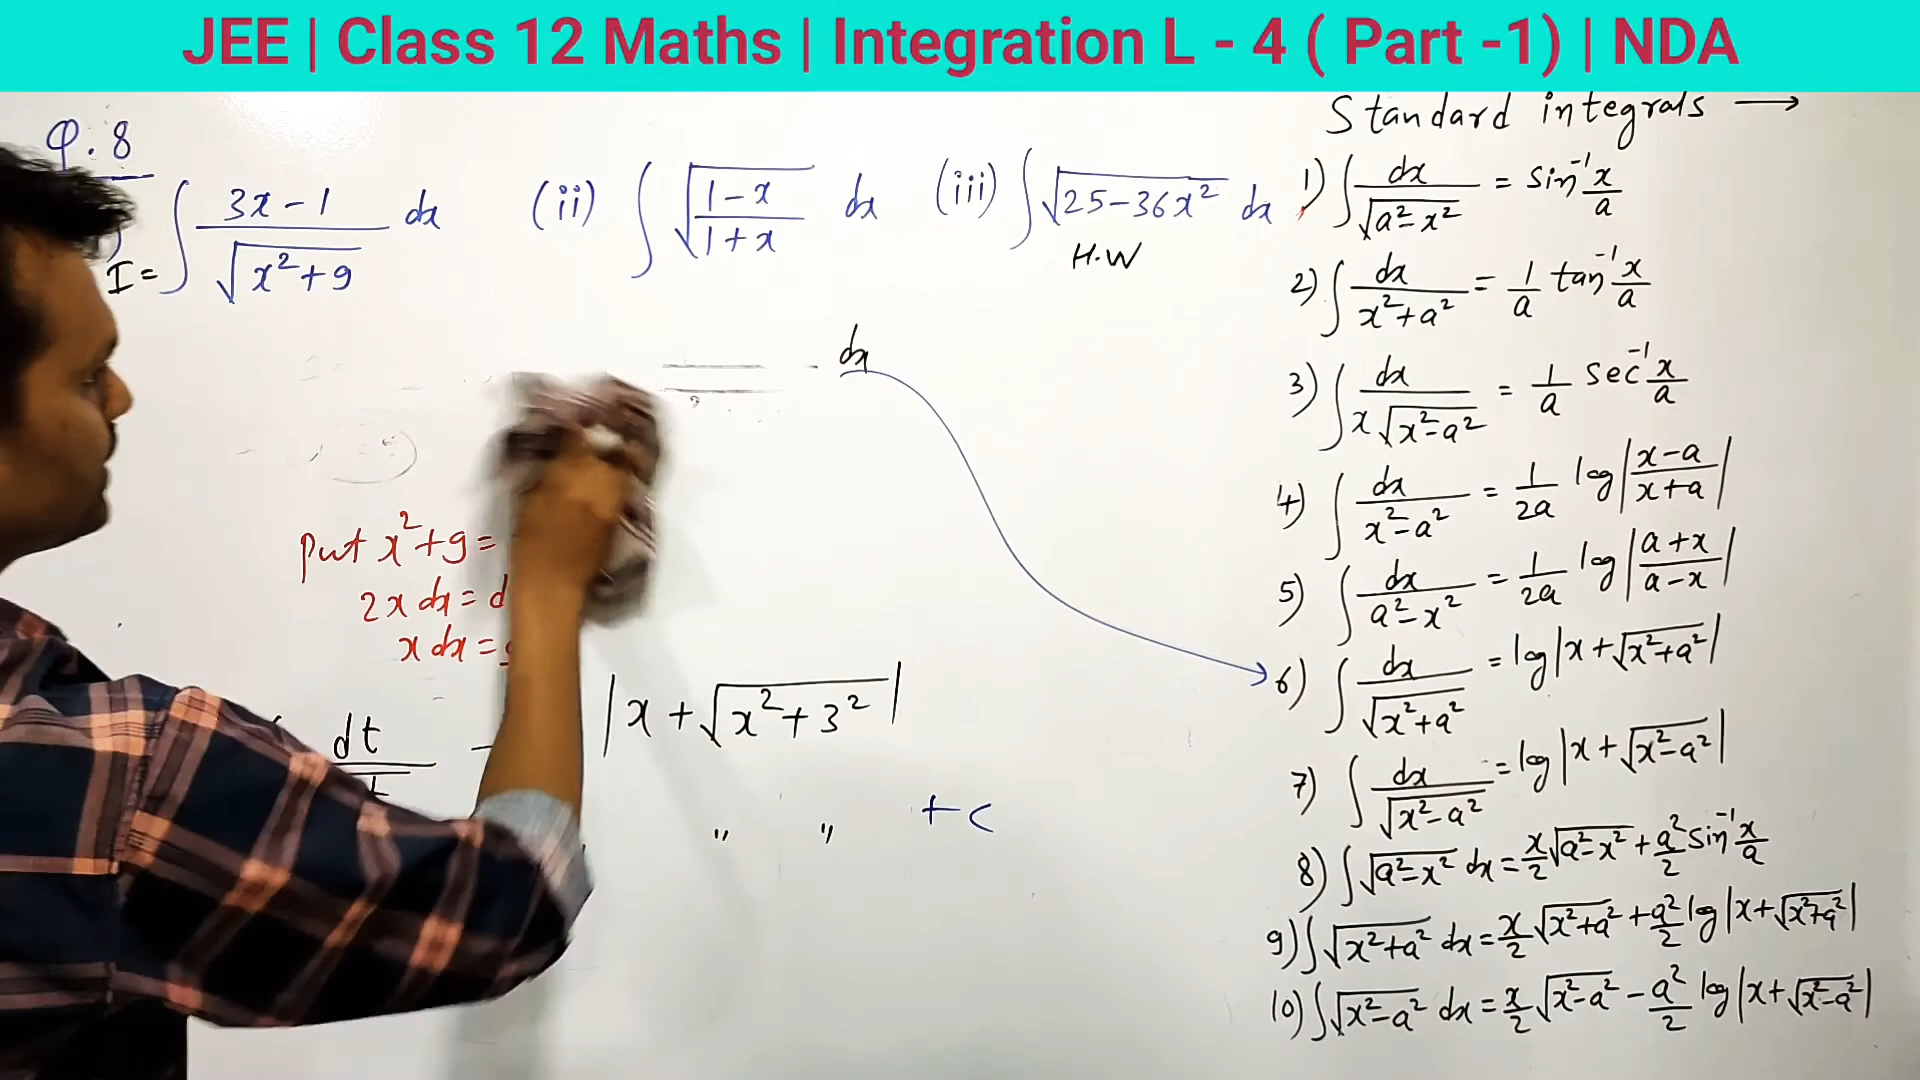 JEE | Class 12 Maths | Integration L - 4 ( Part -1) | NDA
Q. 8
I = ∫ (3x - 1)/√(x² + 9) dx (ii) ∫ √((1 - x)/(1 + x)) dx (iii) ∫ √(25 - 36x²) dx
H.W
dx
put x² + 9 =
2x dx = d
x dx =
dt
|x + √(x² + 3²)|
" " + c
Standard integrals →
1) ∫ dx/√(a² - x²) = sin⁻¹ x/a
2) ∫ dx/(x² + a²) = 1/a tan⁻¹ x/a
3) ∫ dx/(x√(x² - a²)) = 1/a sec⁻¹ x/a
4) ∫ dx/(x² - a²) = 1/2a log|(x - a)/(x + a)|
5) ∫ dx/(a² - x²) = 1/2a log|(a + x)/(a - x)|
6) ∫ dx/√(x² + a²) = log|x + √(x² + a²)|
7) ∫ dx/√(x² - a²) = log|x + √(x² - a²)|
8) ∫ √(a² - x²) dx = x/2 √(a² - x²) + a²/2 sin⁻¹ x/a
9) ∫ √(x² + a²) dx = x/2 √(x² + a²) + a²/2 log|x + √(x² + a²)|
10) ∫ √(x² - a²) dx = x/2 √(x² - a²) - a²/2 log|x + √(x² - a²)|